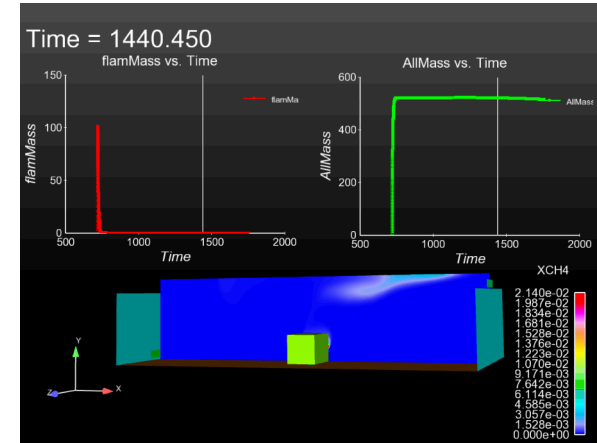 Time = 1440.450
flamMass vs. Time
150
100
50
0
500
1000
1500
2000
flamMass
Time
flamMa
AllMass vs. Time
600
400
200
0
500
1000
1500
2000
AllMass
Time
AllMass
XCH4
2.140e-02
1.987e-02
1.834e-02
1.681e-02
1.528e-02
1.376e-02
1.223e-02
1.070e-02
9.171e-03
7.642e-03
6.114e-03
4.585e-03
3.057e-03
1.528e-03
0.000e+00
Y
X
Z